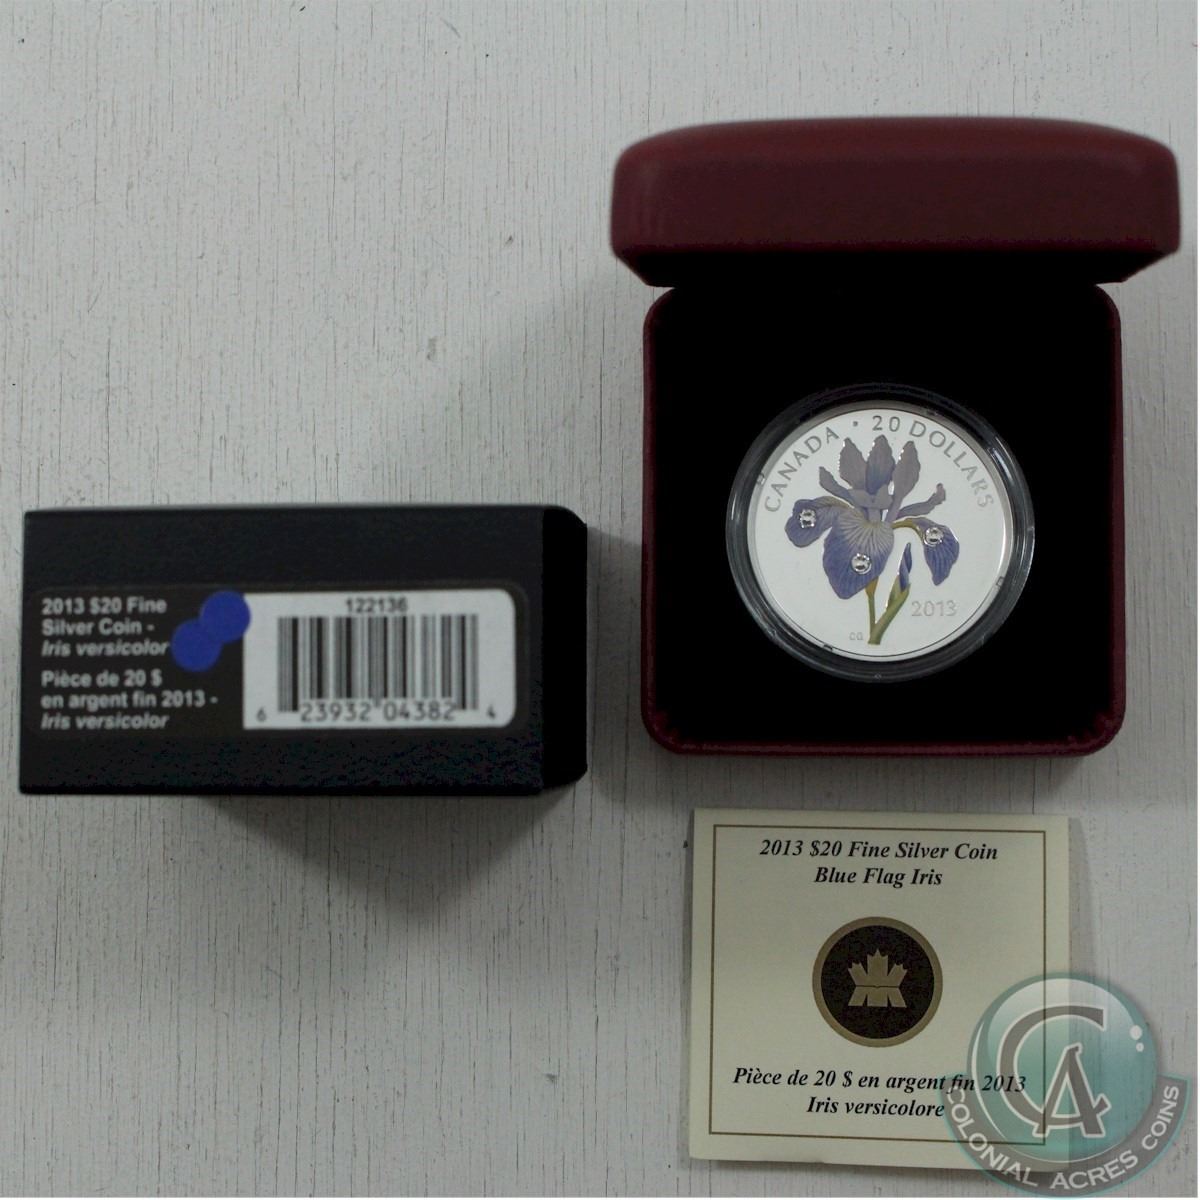 2013 $20 Fine
Silver Coin -
Iris versicolor
Pièce de 20 $
en argent fin 2013 -
Iris versicolor
122136
6 23932 04382 4
CANADA · 20 DOLLARS
2013
CG
2013 $20 Fine Silver Coin
Blue Flag Iris
Pièce de 20 $ en argent fin 2013
Iris versicolore
CA
COLONIAL ACRES COINS